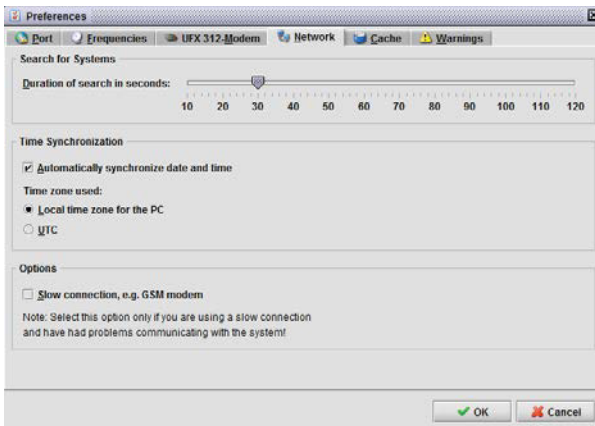 Preferences
Port Frequencies UFX 312-Modem Network Cache Warnings
Search for Systems
Duration of search in seconds:
10 20 30 40 50 60 70 80 90 100 110 120
Time Synchronization
Automatically synchronize date and time
Time zone used:
Local time zone for the PC
UTC
Options
Slow connection, e.g. GSM modem
Note: Select this option only if you are using a slow connection
and have had problems communicating with the system!
OK Cancel